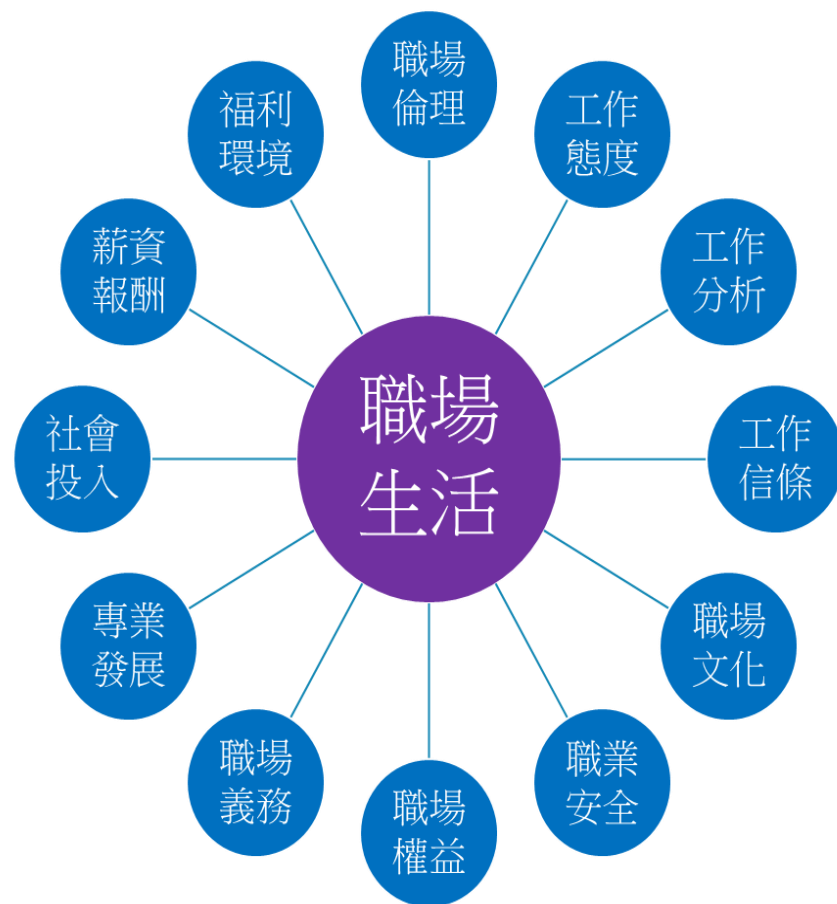 職場
倫理
工作
態度
工作
分析
工作
信條
職場
文化
職業
安全
職場
權益
職場
義務
專業
發展
社會
投入
薪資
報酬
福利
環境
職場
生活